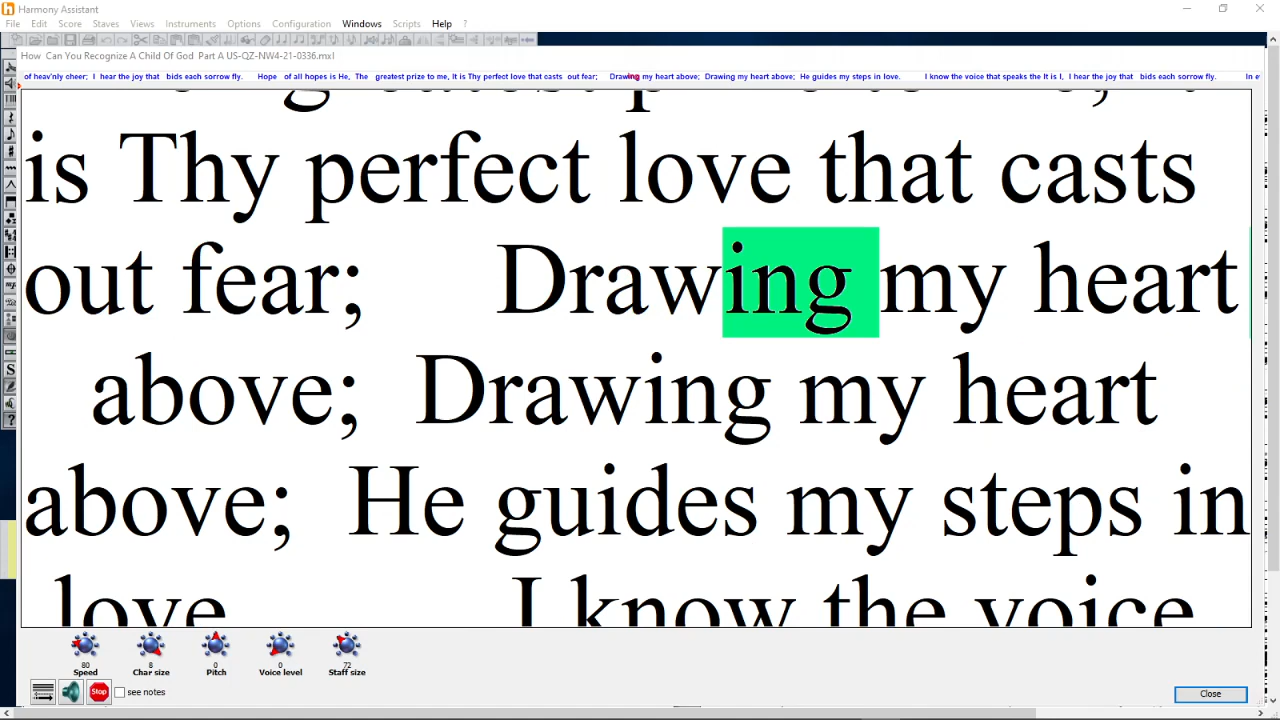 Harmony Assistant
File Edit Score Staves Views Instruments Options Configuration Windows Scripts Help ?
How Can You Recognize A Child Of God Part A US-QZ-NW4-21-0336.mxl
of heav'nly cheer; I hear the joy that bids each sorrow fly. Hope of all hopes is He, The greatest prize to me, It is Thy perfect love that casts out fear; Drawing my heart above; Drawing my heart above; He guides my steps in love. I know the voice that speaks the It is I, I hear the joy that bids each sorrow fly. In e
is Thy perfect love that casts
out fear; Drawing my heart
above; Drawing my heart
above; He guides my steps in
love. I know the voice
80 8 0 0 72
Speed Char size Pitch Voice level Staff size
Stop see notes
Close